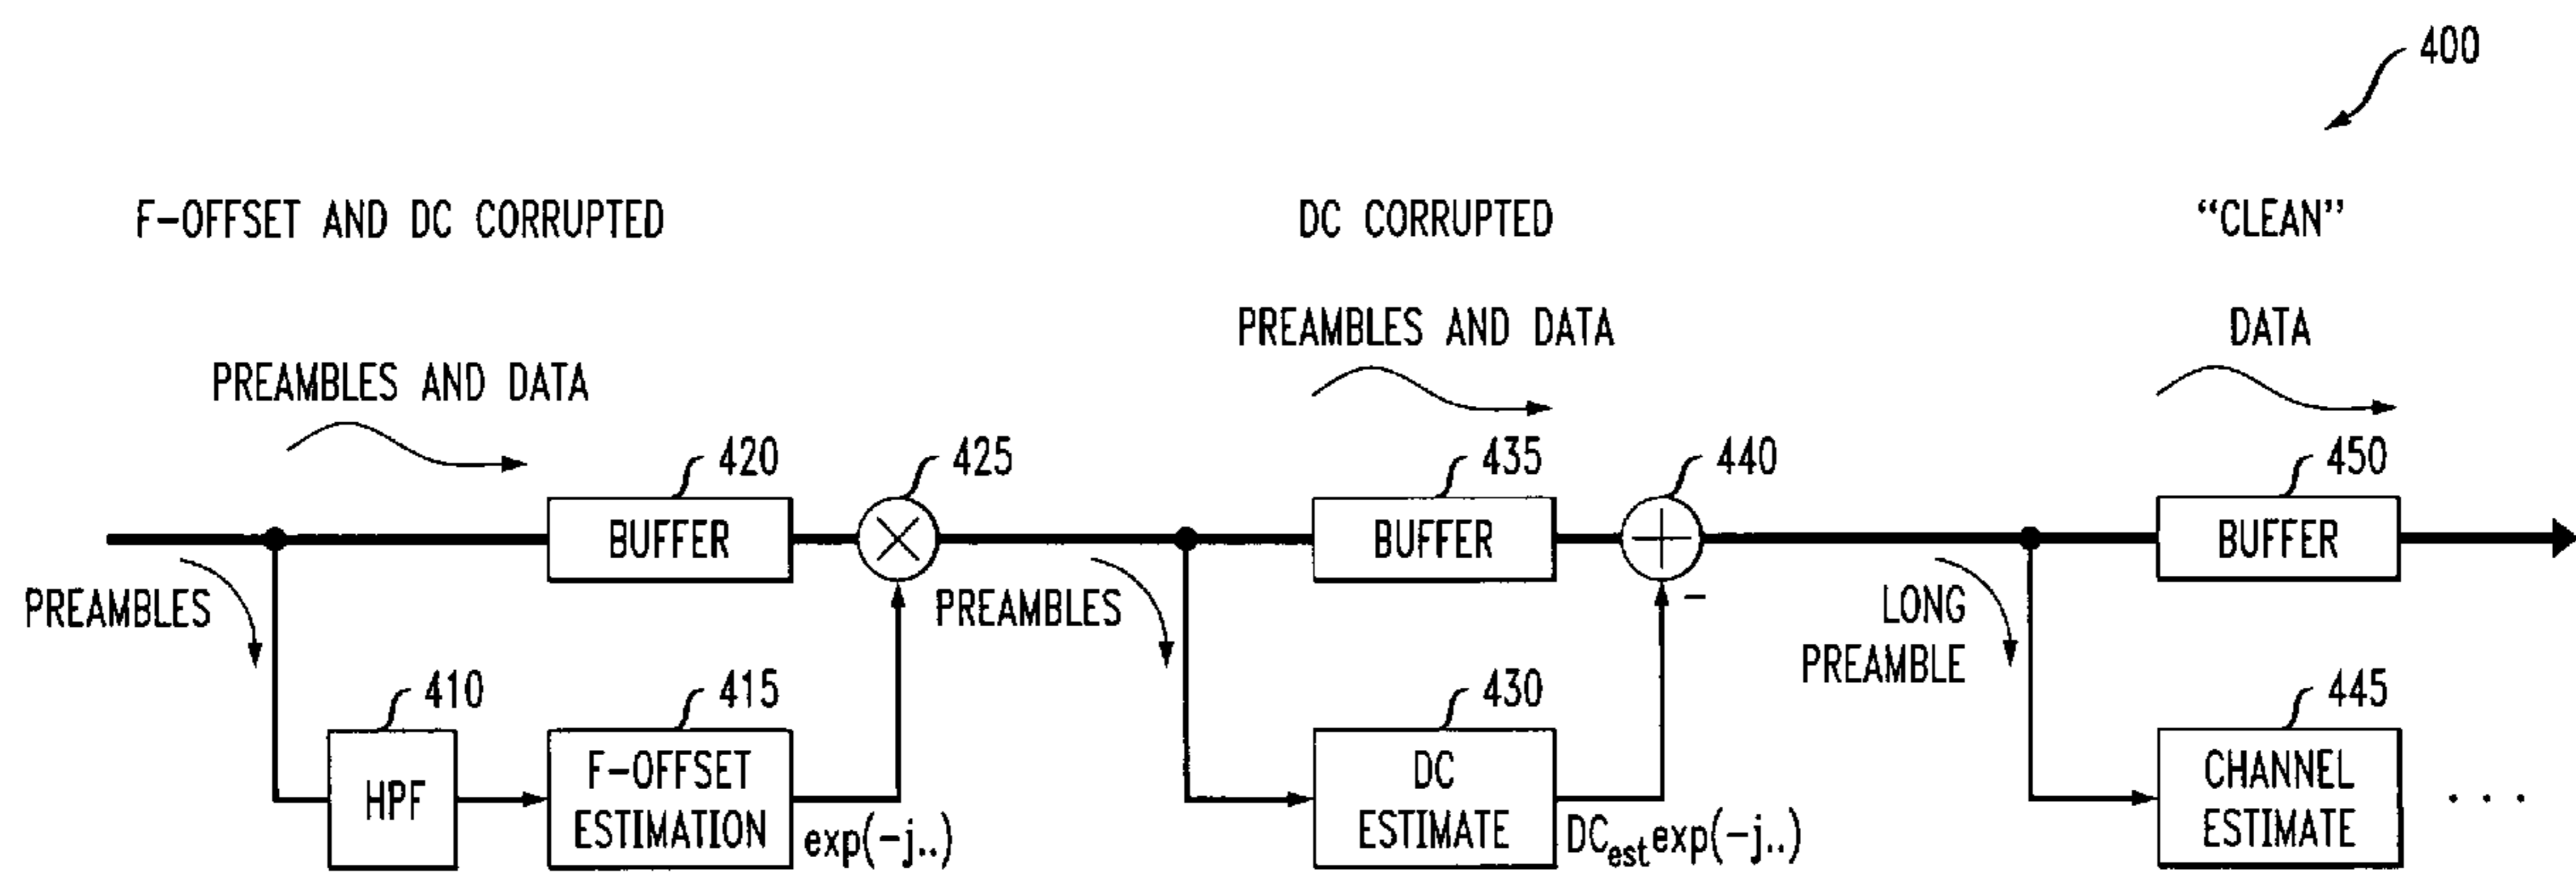 400
F-OFFSET AND DC CORRUPTED
DC CORRUPTED
“CLEAN”
PREAMBLES AND DATA
PREAMBLES AND DATA
DATA
420
425
435
440
450
BUFFER
BUFFER
BUFFER
PREAMBLES
PREAMBLES
–
LONG
PREAMBLE
410
415
430
445
HPF
F-OFFSET
ESTIMATION
exp(-j..)
DC
ESTIMATE
DCestexp(-j..)
CHANNEL
ESTIMATE
. . .